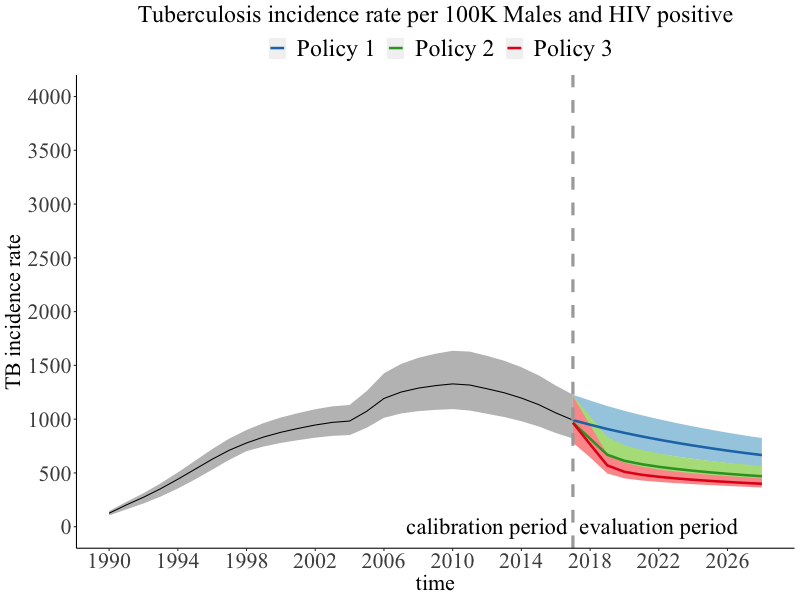 Tuberculosis incidence rate per 100K Males and HIV positive
Policy 1 Policy 2 Policy 3
TB incidence rate
4000
3500
3000
2500
2000
1500
1000
500
0
calibration period evaluation period
1990 1994 1998 2002 2006 2010 2014 2018 2022 2026
time